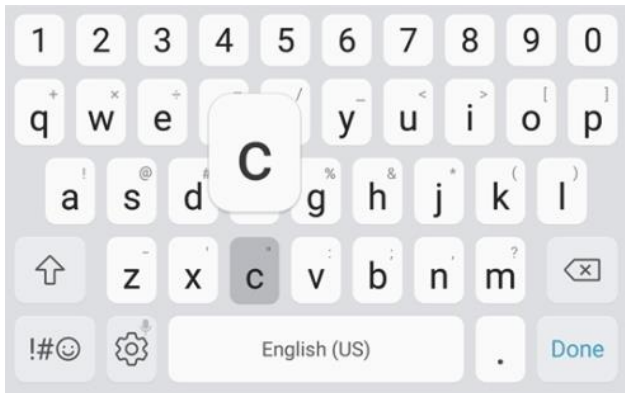 1 2 3 4 5 6 7 8 9 0
+ × ÷ / _ < > [ ]
q w e y u i o p
C
! @ # % & * ( )
a s d g h j k l
- ' " : ; , ?
z x c v b n m
!#☺ English (US) . Done